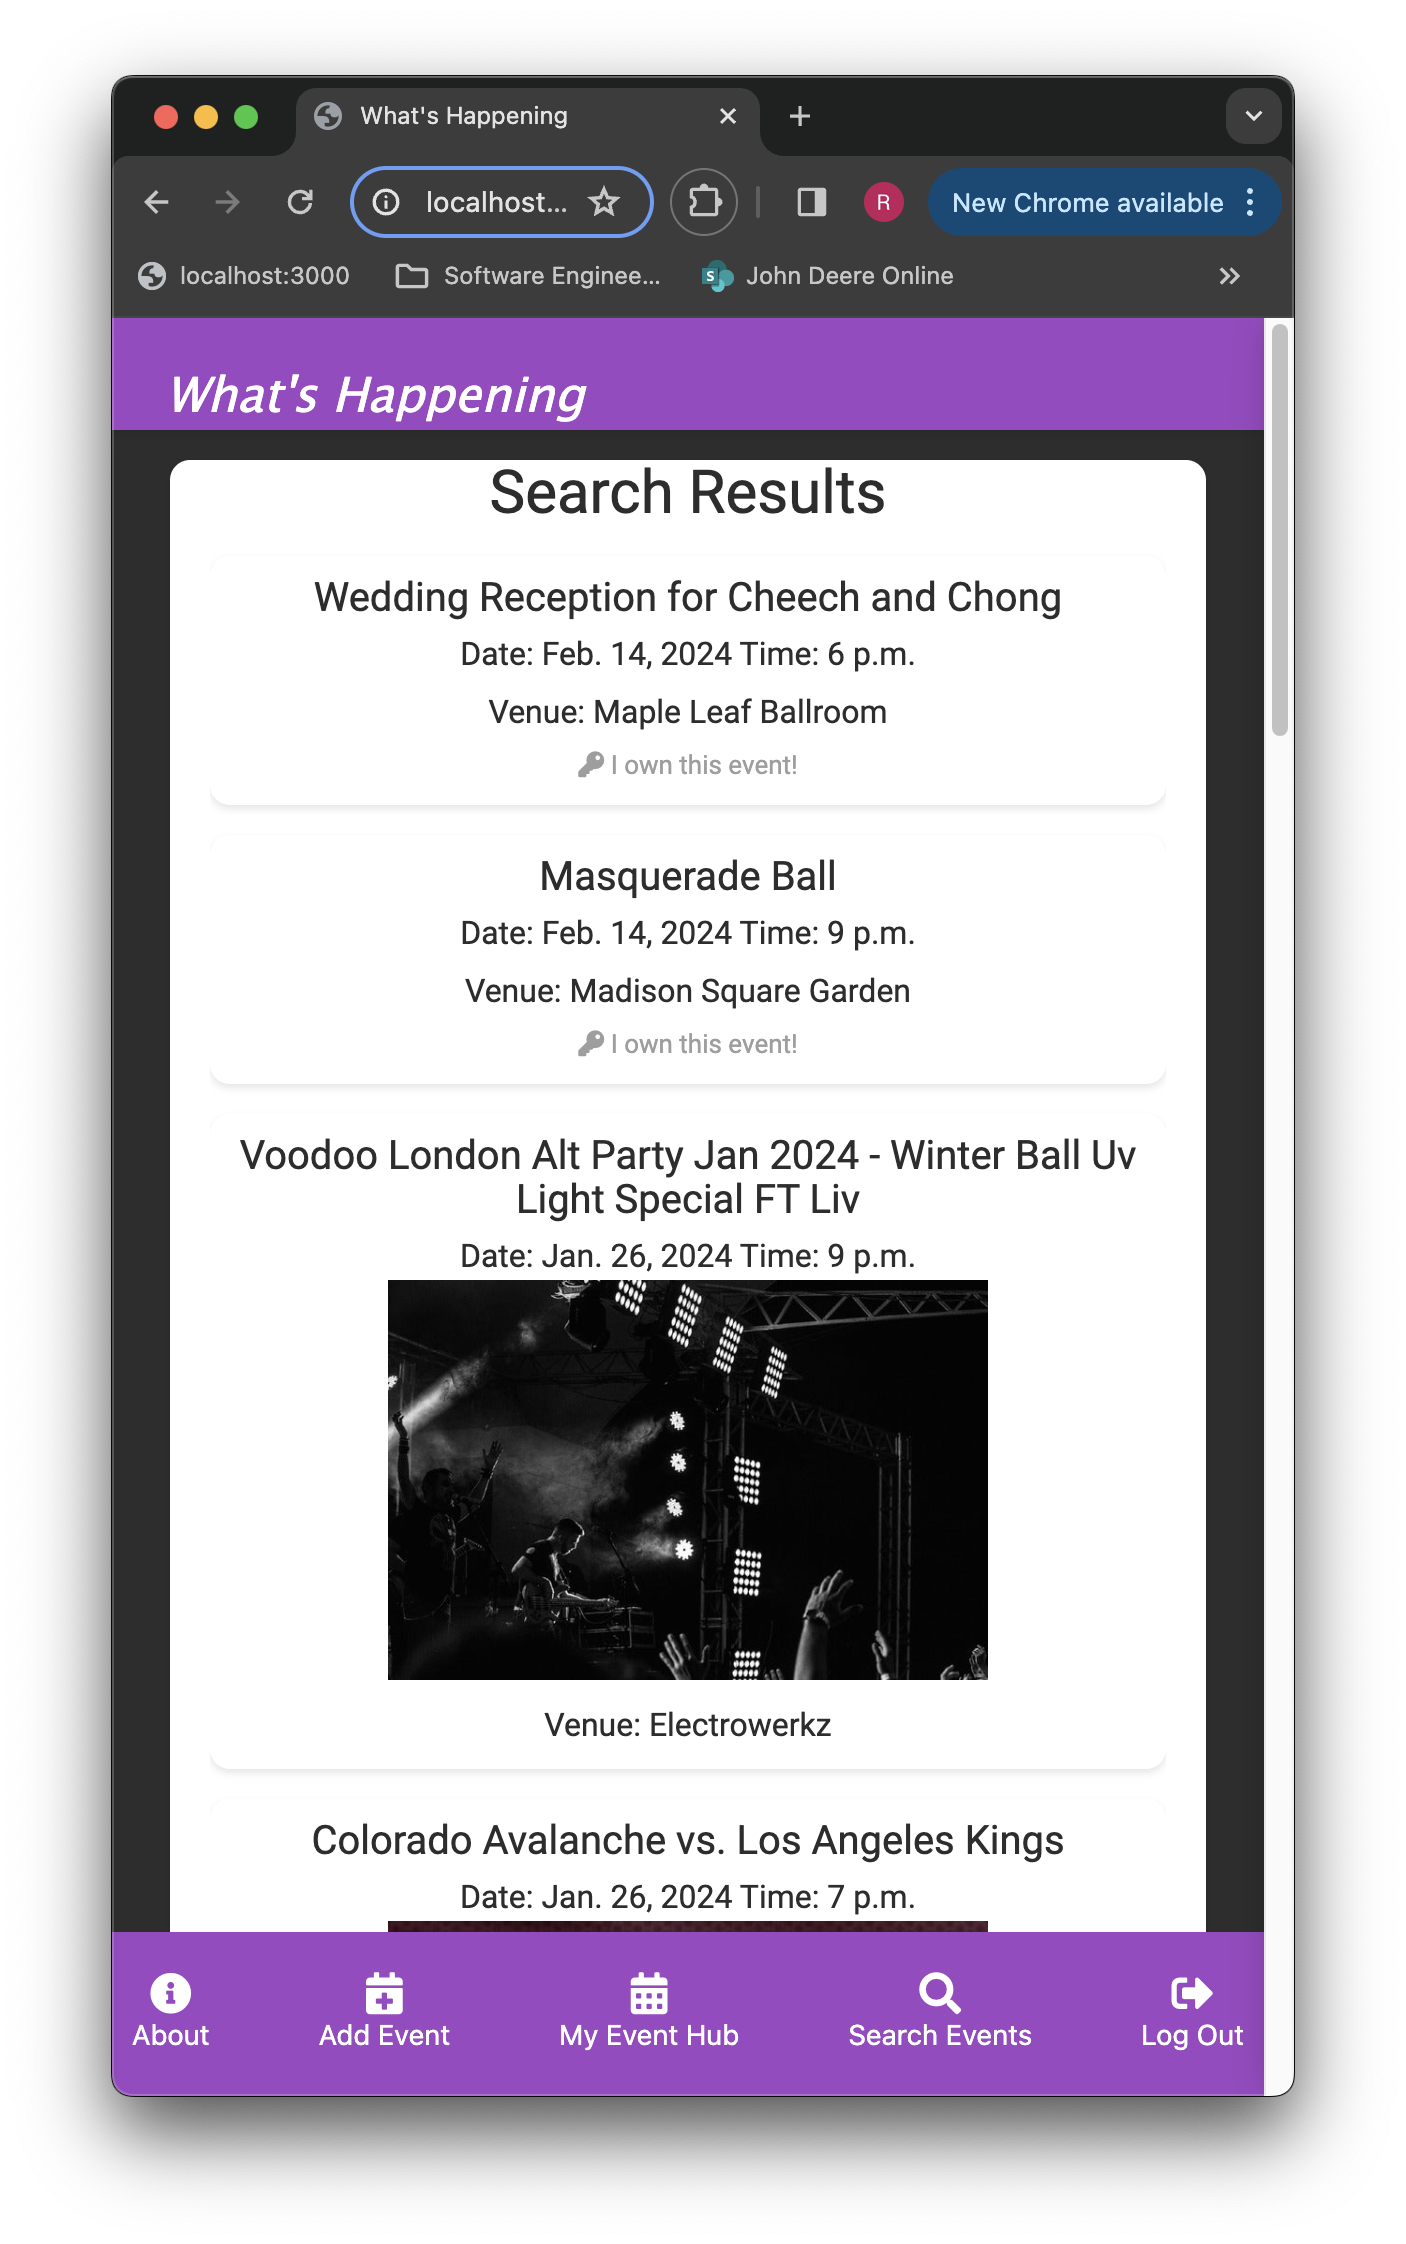 What's Happening
localhost...
R
New Chrome available
localhost:3000
Software Enginee...
S
John Deere Online
What's Happening
Search Results
Wedding Reception for Cheech and Chong
Date: Feb. 14, 2024 Time: 6 p.m.
Venue: Maple Leaf Ballroom
I own this event!
Masquerade Ball
Date: Feb. 14, 2024 Time: 9 p.m.
Venue: Madison Square Garden
I own this event!
Voodoo London Alt Party Jan 2024 - Winter Ball Uv
Light Special FT Liv
Date: Jan. 26, 2024 Time: 9 p.m.
Venue: Electrowerkz
Colorado Avalanche vs. Los Angeles Kings
Date: Jan. 26, 2024 Time: 7 p.m.
About
Add Event
My Event Hub
Search Events
Log Out